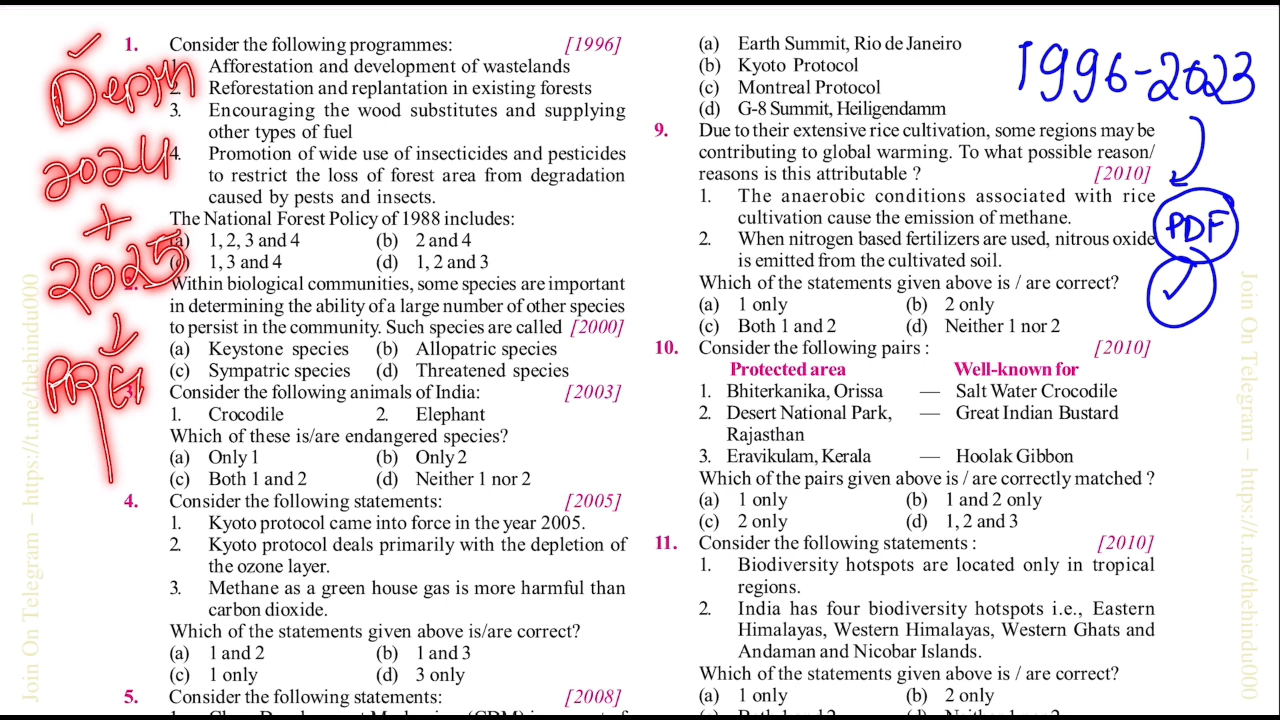 1. Consider the following programmes: [1996]
1. Afforestation and development of wastelands
2. Reforestation and replantation in existing forests
3. Encouraging the wood substitutes and supplying
other types of fuel
4. Promotion of wide use of insecticids and pesticids
to restrict the loss of forest area from degradation
caused by pests and insects.
The National Forest Policy of 1988 includes:
(a) 1, 2, 3 and 4 (b) 2 and 4
(c) 1, 3 and 4 (d) 1, 2 and 3
2. Within biological communities, some species are important
in determining the ability of a large number of other species
to persist in the community. Such species are called [2000]
(a) Keystone species (b) Allopatric species
(c) Sympatric species (d) Threatened species
3. Consider the following animals of India: [2003]
1. Crocodile 2. Elephant
Which of these is/are endangered species?
(a) Only 1 (b) Only 2
(c) Both 1 and 2 (d) Neither 1 nor 2
4. Consider the following statements: [2005]
1. Kyoto protocol came into force in the year 2005.
2. Kyoto protocol deals primarily with the depletion of
the ozone layer.
3. Methane as a green house gas is more harmful than
carbon dioxide.
Which of the statements given above is/are correct?
(a) 1 and 2 (b) 1 and 3
(c) 1 only (d) 3 only
5. Consider the following statements: [2008]
(a) Earth Summit, Rio de Janeiro
(b) Kyoto Protocol
(c) Montreal Protocol
(d) G-8 Summit, Heiligendamm
9. Due to their extensive rice cultivation, some regions may be
contributing to global warming. To what possible reason/
reasons is this attributable ? [2010]
1. The anaerobic conditions associated with rice
cultivation cause the emission of methane.
2. When nitrogen based fertilizers are used, nitrous oxide
is emitted from the cultivated soil.
Which of the statements given above is / are correct?
(a) 1 only (b) 2 only
(c) Both 1 and 2 (d) Neither 1 nor 2
10. Consider the following pairs : [2010]
Protected area Well-known for
1. Bhiterkanika, Orissa — Salt Water Crocodile
2. Desert National Park, — Great Indian Bustard
Rajasthan
3. Eravikulam, Kerala — Hoolak Gibbon
Which of the pairs given above is / are correctly matched ?
(a) 1 only (b) 1 and 2 only
(c) 2 only (d) 1, 2 and 3
11. Consider the following statements : [2010]
1. Biodiversity hotspots are located only in tropical
regions.
2. India has four biodiversity hotspots i.e., Eastern
Himalayas, Western Himalayas, Western Ghats and
Andaman and Nicobar Islands.
Which of the statements given above is / are correct?
(a) 1 only (b) 2 only
2024
+
2025
1996-2023
PDF
Join On Telegram – https://t.me/thehindu000
Join On Telegram – https://t.me/thehindu000